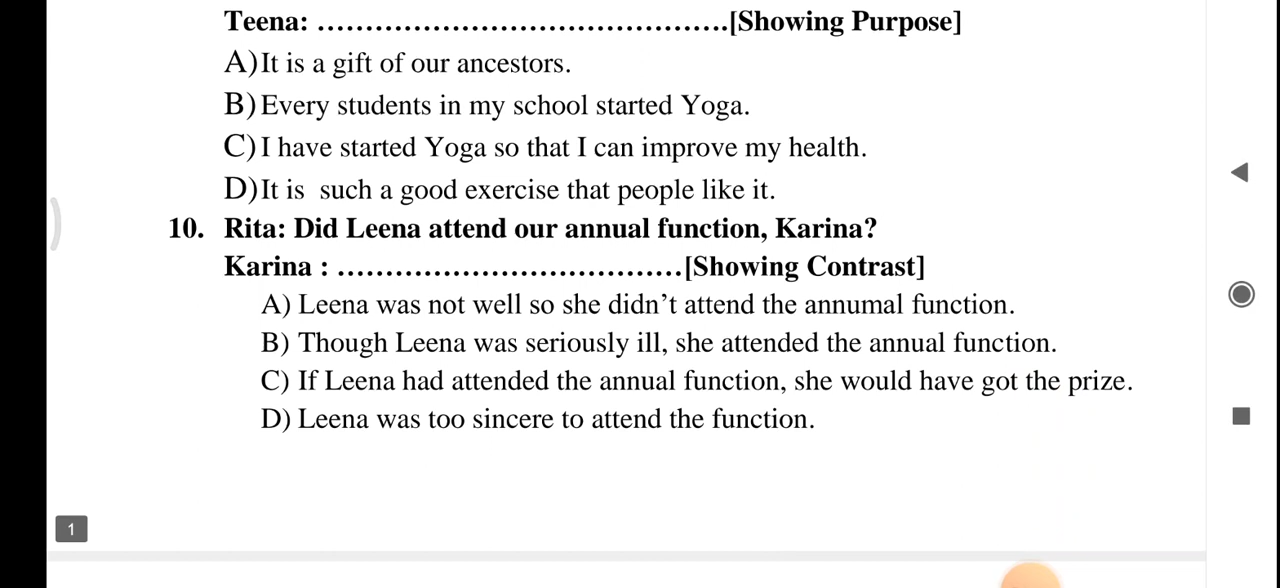 Teena: ...............................................[Showing Purpose]
A)It is a gift of our ancestors.
B)Every students in my school started Yoga.
C)I have started Yoga so that I can improve my health.
D)It is such a good exercise that people like it.
10. Rita: Did Leena attend our annual function, Karina?
Karina : .......................................[Showing Contrast]
A) Leena was not well so she didn’t attend the annumal function.
B) Though Leena was seriously ill, she attended the annual function.
C) If Leena had attended the annual function, she would have got the prize.
D) Leena was too sincere to attend the function.
1